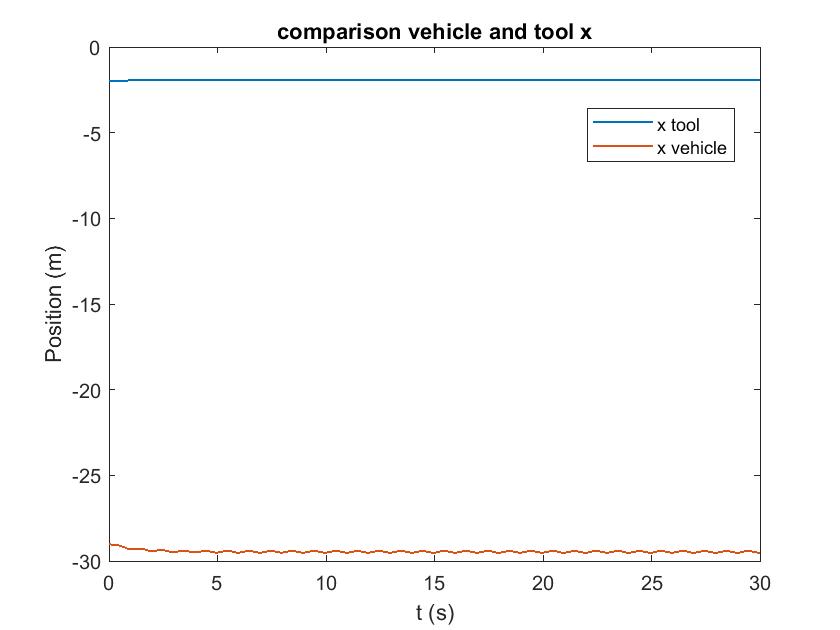 comparison vehicle and tool x
0
-5
-10
-15
-20
-25
-30
Position (m)
x tool
x vehicle
0 5 10 15 20 25 30
t (s)